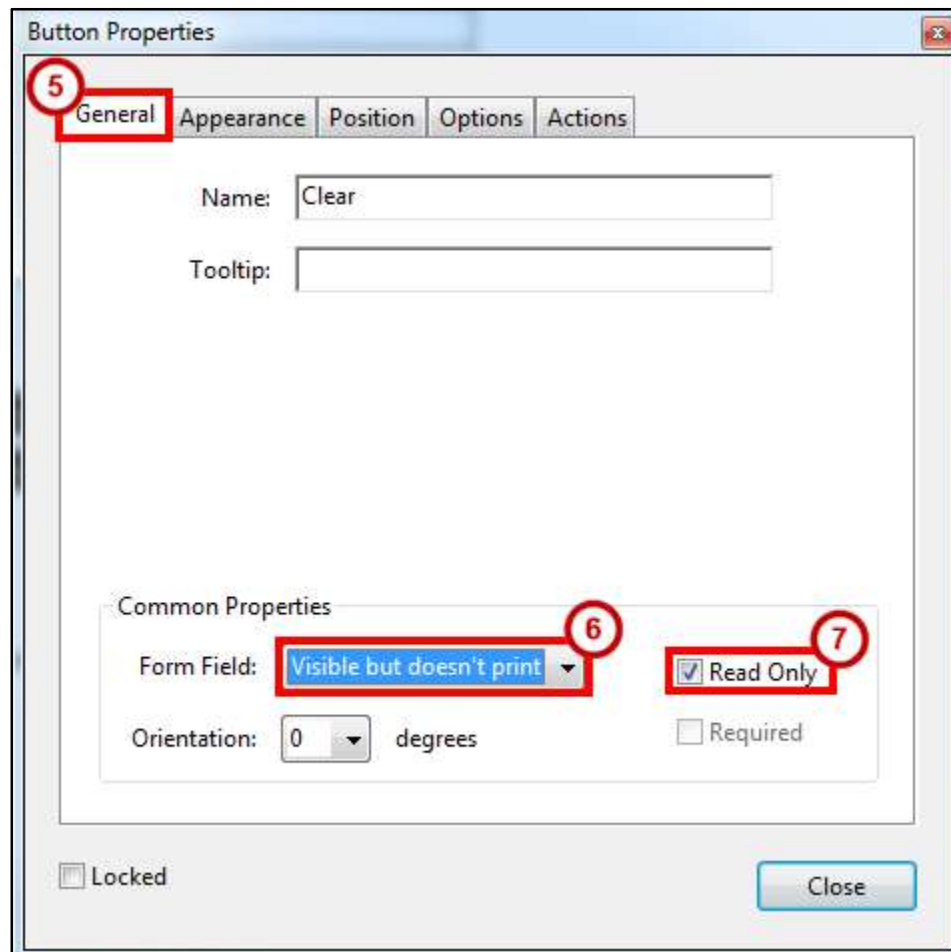 Button Properties
5
General Appearance Position Options Actions
Name: Clear
Tooltip:
Common Properties
6
7
Form Field: Visible but doesn't print Read Only
Orientation: 0 degrees Required
Locked
Close